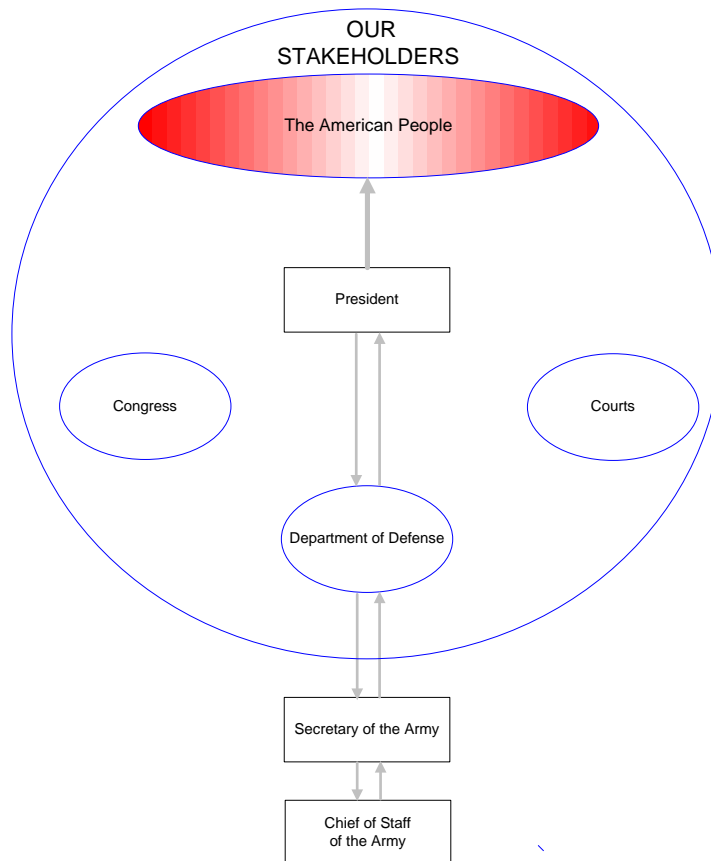 OUR
STAKEHOLDERS
The American People
President
Congress
Courts
Department of Defense
Secretary of the Army
Chief of Staff
of the Army